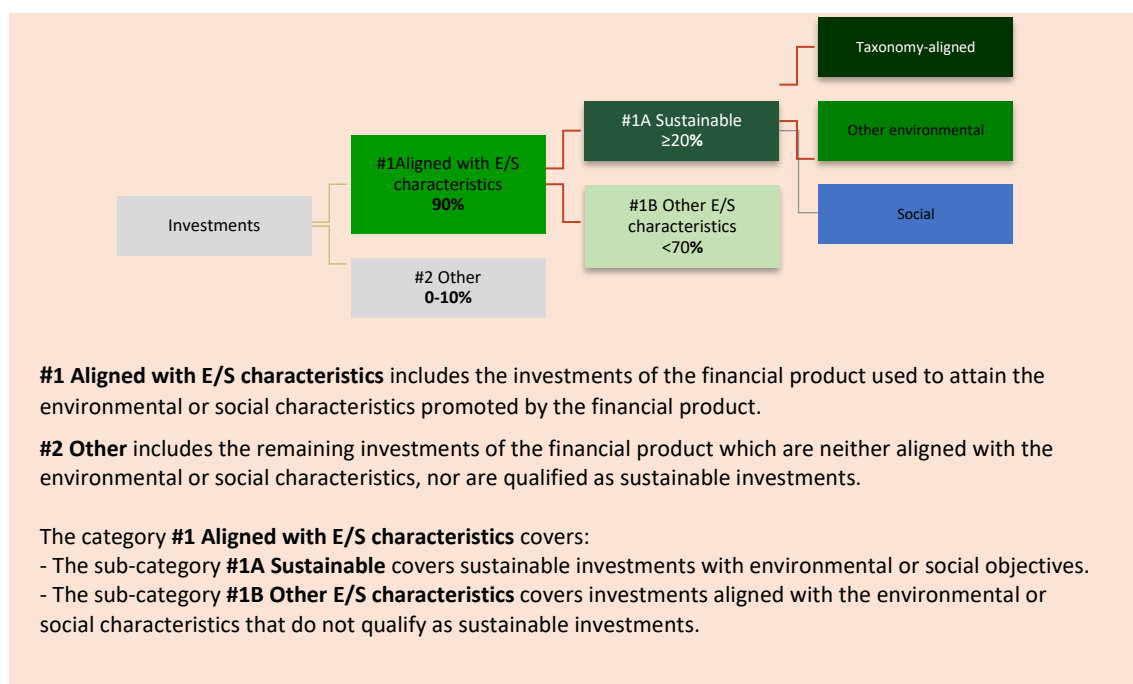 Taxonomy-aligned
#1A Sustainable
≥20%
Other environmental
#1Aligned with E/S
characteristics
90%
#1B Other E/S
characteristics
<70%
Social
Investments
#2 Other
0-10%
#1 Aligned with E/S characteristics includes the investments of the financial product used to attain the
environmental or social characteristics promoted by the financial product.
#2 Other includes the remaining investments of the financial product which are neither aligned with the
environmental or social characteristics, nor are qualified as sustainable investments.
The category #1 Aligned with E/S characteristics covers:
- The sub-category #1A Sustainable covers sustainable investments with environmental or social objectives.
- The sub-category #1B Other E/S characteristics covers investments aligned with the environmental or
social characteristics that do not qualify as sustainable investments.